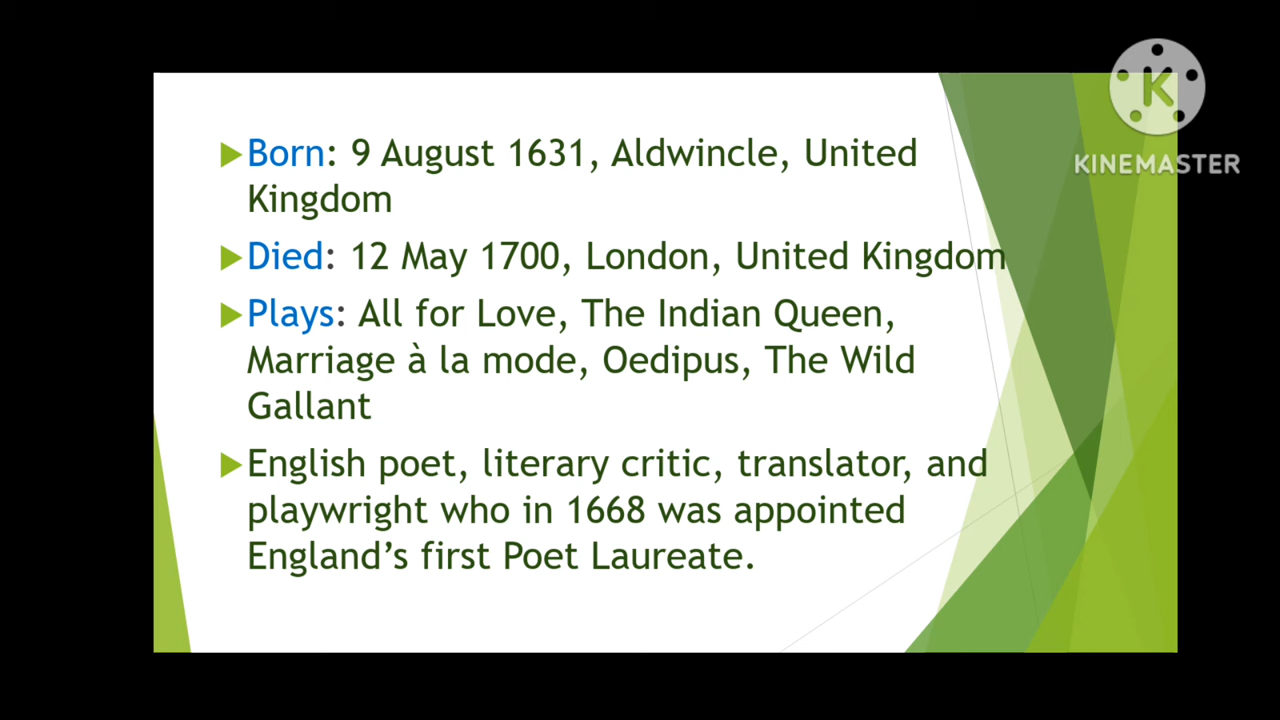 Born: 9 August 1631, Aldwincle, United
Kingdom
Died: 12 May 1700, London, United Kingdom
Plays: All for Love, The Indian Queen,
Marriage à la mode, Oedipus, The Wild
Gallant
English poet, literary critic, translator, and
playwright who in 1668 was appointed
England’s first Poet Laureate.
K
KINEMASTER